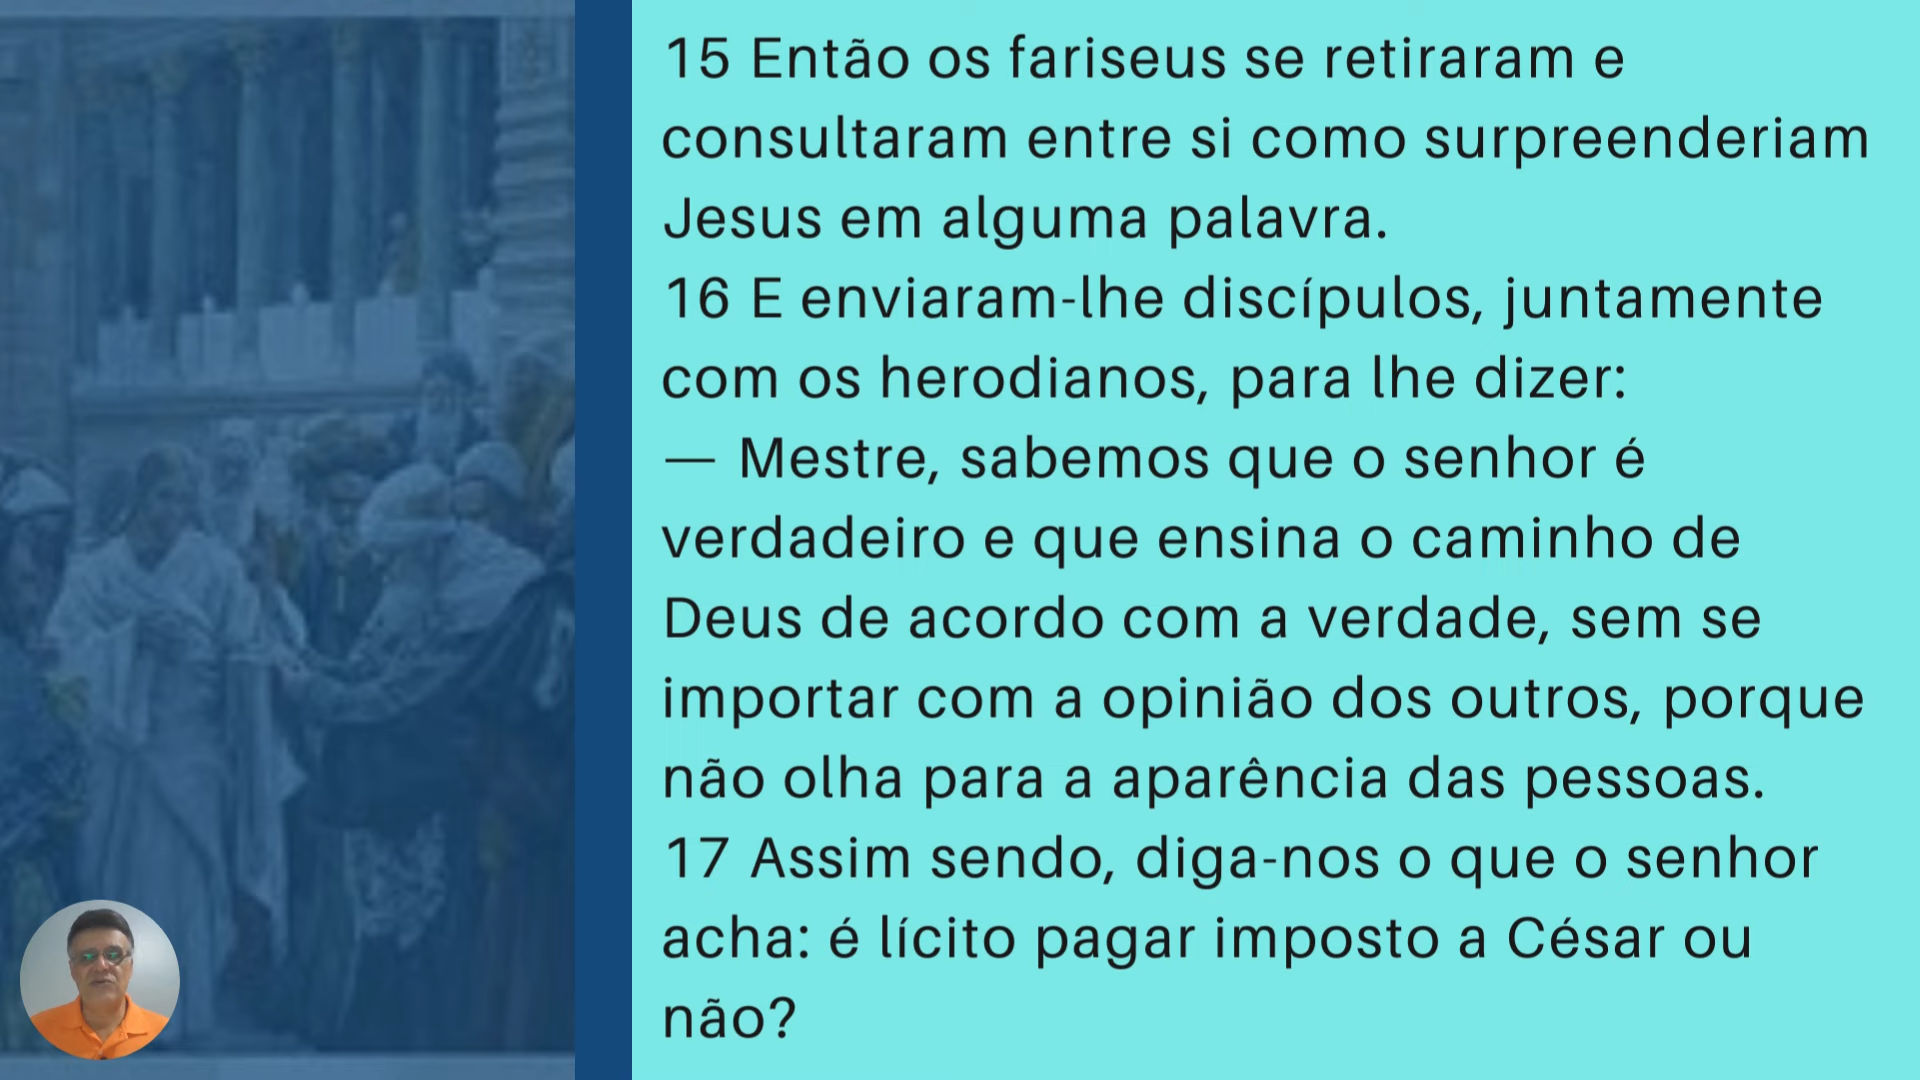 15 Então os fariseus se retiraram e
consultaram entre si como surpreenderiam
Jesus em alguma palavra.
16 E enviaram-lhe discípulos, juntamente
com os herodianos, para lhe dizer:
— Mestre, sabemos que o senhor é
verdadeiro e que ensina o caminho de
Deus de acordo com a verdade, sem se
importar com a opinião dos outros, porque
não olha para a aparência das pessoas.
17 Assim sendo, diga-nos o que o senhor
acha: é lícito pagar imposto a César ou
não?